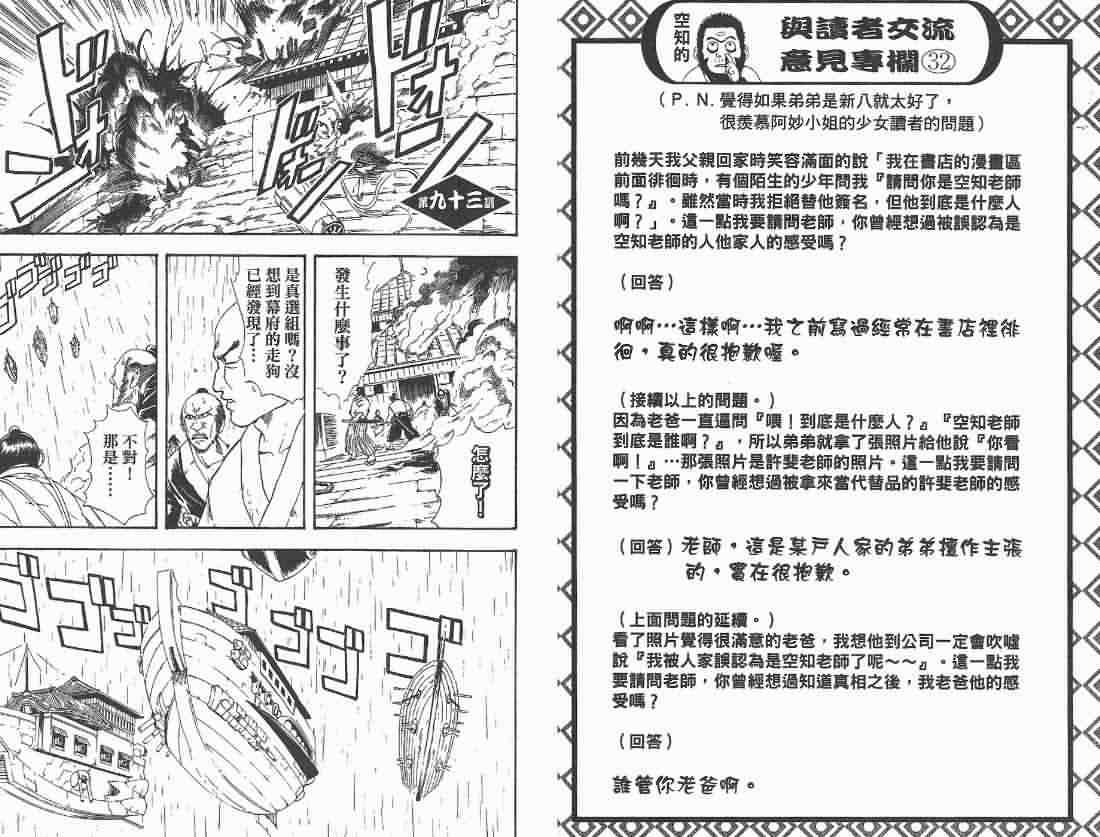 空知的
與讀者交流
意見專欄㉜
（P．N．覺得如果弟弟是新八就太好了，
很羨慕阿妙小姐的少女讀者的問題）
前幾天我父親回家時笑容滿面的說「我在書店的漫畫區
前面徘徊時，有個陌生的少年問我『請問你是空知老師
嗎？』。雖然當時我拒絕替他簽名，但他到底是什麼人
啊？」。這一點我要請問老師，你曾經想過被誤認為是
空知老師的人他家人的感受嗎？
（回答）
啊啊…這樣啊…我之前寫過經常在書店裡徘
徊，真的很抱歉喔。
（接續以上的問題。）
因為老爸一直逼問『喂！到底是什麼人？』『空知老師
到底是誰啊？』，所以弟弟就拿了張照片給他說『你看
啊！』…那張照片是許斐老師的照片。這一點我要請問
一下老師，你曾經想過被拿來當代替品的許斐老師的感
受嗎？
（回答）老師，這是某戶人家的弟弟擅作主張
的，實在很抱歉。
（上面問題的延續。）
看了照片覺得很滿意的老爸，我想他到公司一定會吹噓
說『我被人家誤認為是空知老師了呢～～』。這一點我
要請問老師，你曾經想過知道真相之後，我老爸他的感
受嗎？
（回答）
誰管你老爸啊。
ドォン
ドォン
ドォン
第九十三訓
發生什麼事了？
怎麼了！
是真選組嗎？沒
想到幕府的走狗
已經發現了…
ゴゴゴゴ
不對！
那是……
ゴゴゴ
ゴゴゴゴ